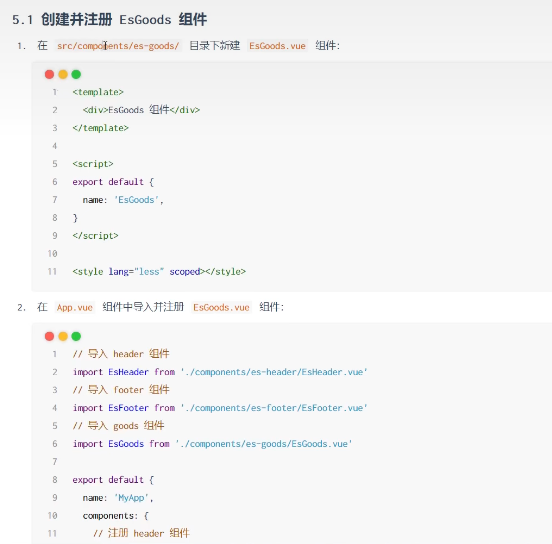 5.1 创建并注册 EsGoods 组件
1. 在 src/components/es-goods/ 目录下新建 EsGoods.vue 组件:
1 <template>
2 <div>EsGoods 组件</div>
3 </template>
4
5 <script>
6 export default {
7 name: 'EsGoods',
8 }
9 </script>
10
11 <style lang="less" scoped></style>
2. 在 App.vue 组件中导入并注册 EsGoods.vue 组件:
1 // 导入 header 组件
2 import EsHeader from './components/es-header/EsHeader.vue'
3 // 导入 footer 组件
4 import EsFooter from './components/es-footer/EsFooter.vue'
5 // 导入 goods 组件
6 import EsGoods from './components/es-goods/EsGoods.vue'
7
8 export default {
9 name: 'MyApp',
10 components: {
11 // 注册 header 组件